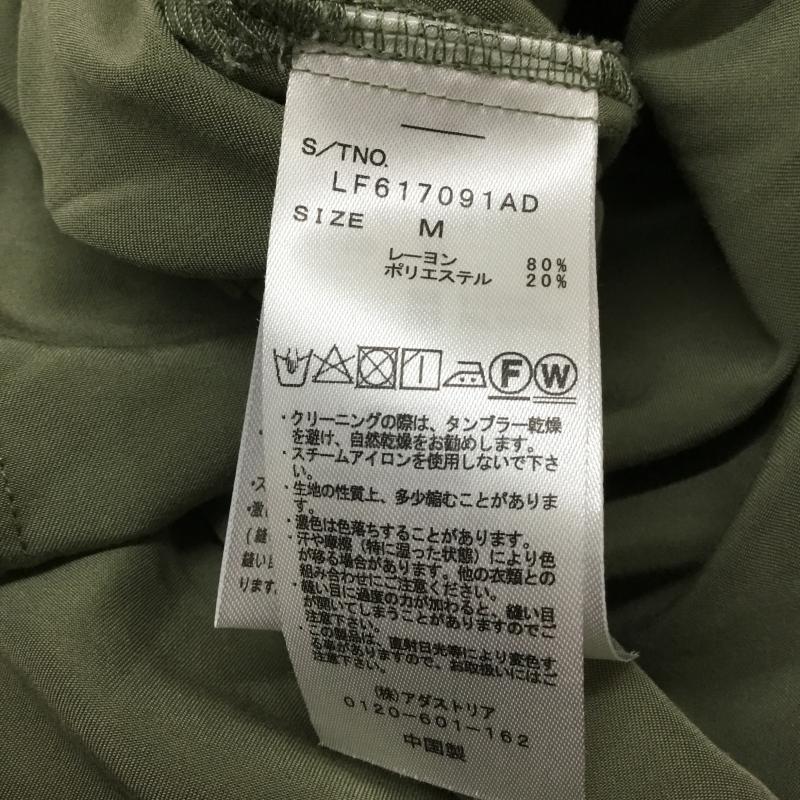 S/TNO.
LF617091AD
SIZE M
レーヨン 80%
ポリエステル 20%
F W
・クリーニングの際は、タンブラー乾燥
を避け、自然乾燥をお勧めします。
・スチームアイロンを使用しないで下さ
い。
・生地の性質上、多少縮むことがありま
す。
・濃色は色落ちすることがあります。
・汗や摩擦（特に湿った状態）により色
が移る場合があります。他の衣類との
組み合わせにご注意ください。
・縫い目に過度の力が加わると、縫い目
が開いてしまうことがありますのでご
注意下さい。
・この製品は、直射日光等により変色す
る事がありますので、お取扱いにはご
注意下さい。
(株)アダストリア
0120-601-162
中国製
・ス
・激
(縫
縫い
ります